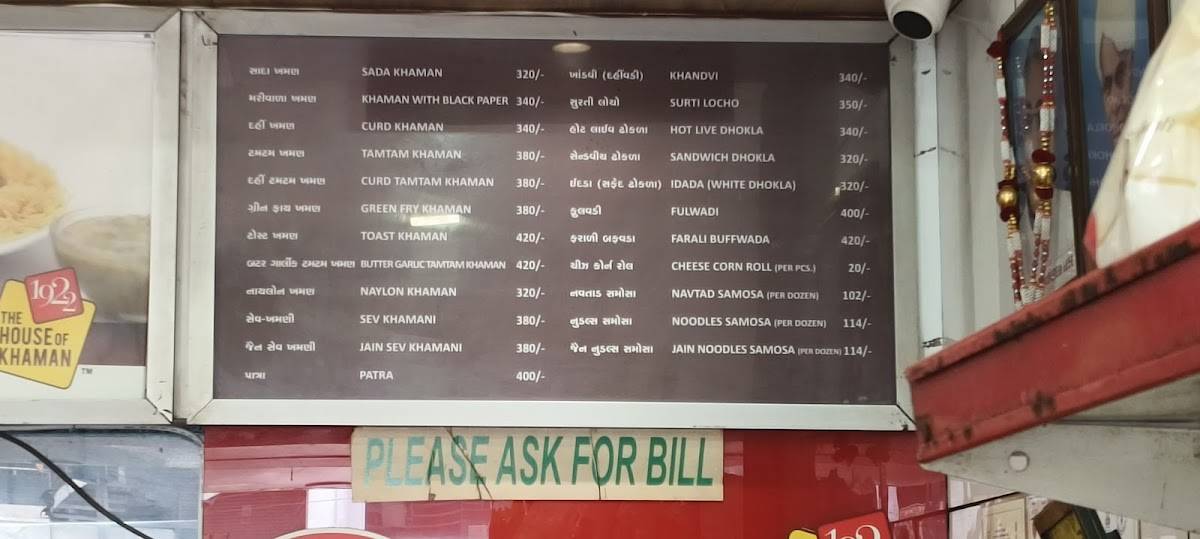 સાદા ખમણ SADA KHAMAN 320/-
મરીવાળા ખમણ KHAMAN WITH BLACK PAPER 340/-
દહીં ખમણ CURD KHAMAN 340/-
ટમટમ ખમણ TAMTAM KHAMAN 380/-
દહીં ટમટમ ખમણ CURD TAMTAM KHAMAN 380/-
ગ્રીન ફ્રાય ખમણ GREEN FRY KHAMAN 380/-
ટોસ્ટ ખમણ TOAST KHAMAN 420/-
બટર ગાર્લીક ટમટમ ખમણ BUTTER GARLIC TAMTAM KHAMAN 420/-
નાયલોન ખમણ NAYLON KHAMAN 320/-
સેવ-ખમણી SEV KHAMANI 380/-
જૈન સેવ ખમણી JAIN SEV KHAMANI 380/-
પાત્રા PATRA 400/-
ખાંડવી (દહીંવડી) KHANDVI 340/-
સુરતી લોચો SURTI LOCHO 350/-
હોટ લાઈવ ઢોકળા HOT LIVE DHOKLA 340/-
સેન્ડવીચ ઢોકળા SANDWICH DHOKLA 320/-
ઈદડા (સફેદ ઢોકળા) IDADA (WHITE DHOKLA) 320/-
ફુલવડી FULWADI 400/-
ફરાળી બફવડા FARALI BUFFWADA 420/-
ચીઝ કોર્ન રોલ CHEESE CORN ROLL (PER PCS.) 20/-
નવતાડ સમોસા NAVTAD SAMOSA (PER DOZEN) 102/-
નુડલ્સ સમોસા NOODLES SAMOSA (PER DOZEN) 114/-
જૈન નુડલ્સ સમોસા JAIN NOODLES SAMOSA (PER DOZEN) 114/-
1922
THE
HOUSE OF
KHAMAN
TM
PLEASE ASK FOR BILL
1922